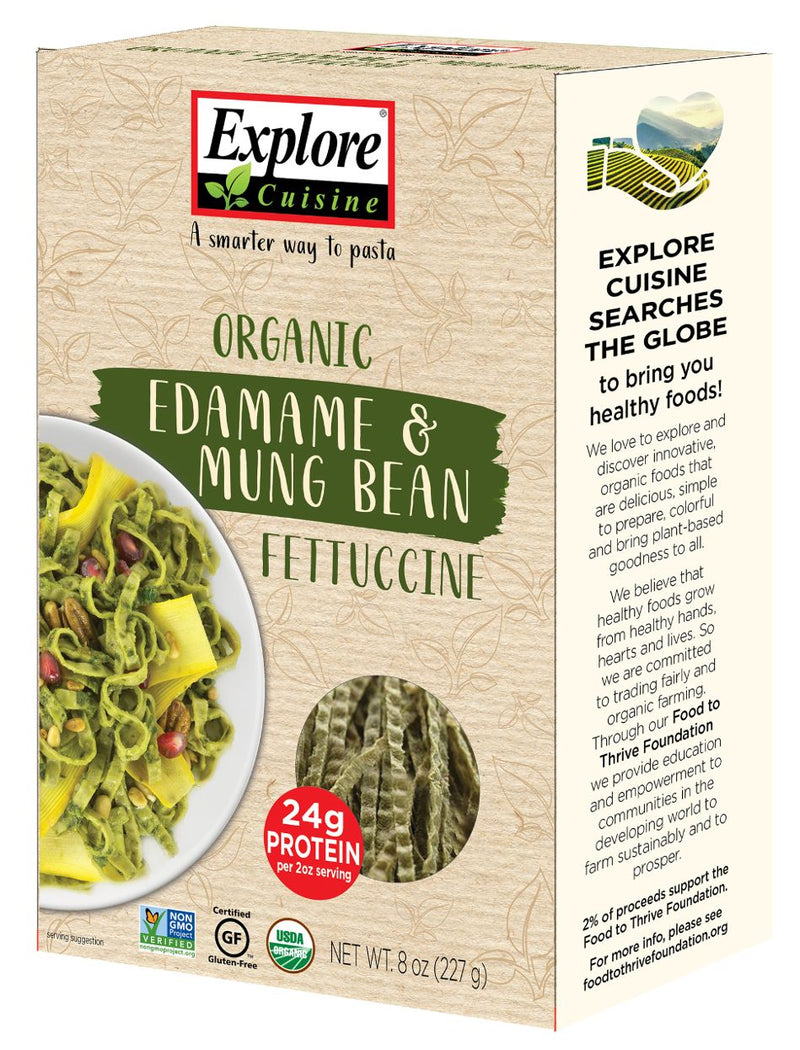 ORGANIC EDAMAME & MUNG BEAN
FETTUCCINE
Explore®
Cuisine
A smarter way to pasta
ORGANIC
EDAMAME &
MUNG BEAN
FETTUCCINE
24g
PROTEIN
per 2oz serving
serving suggestion
NON
GMO
Project
VERIFIED
nongmoproject.org
Certified
GF
Gluten-Free
USDA
ORGANIC
NET WT. 8 oz (227 g)
EXPLORE
CUISINE
SEARCHES
THE GLOBE
to bring you
healthy foods!
We love to explore and
discover innovative,
organic foods that
are delicious, simple
to prepare, colorful
and bring plant-based
goodness to all.
We believe that
healthy foods grow
from healthy hands,
hearts and lives. So
we are committed
to trading fairly and
organic farming.
Through our Food to
Thrive Foundation
we provide education
and empowerment to
communities in the
developing world to
farm sustainably and to
prosper.
2% of proceeds support the
Food to Thrive Foundation.
For more info, please see
foodtothrivefoundation.org